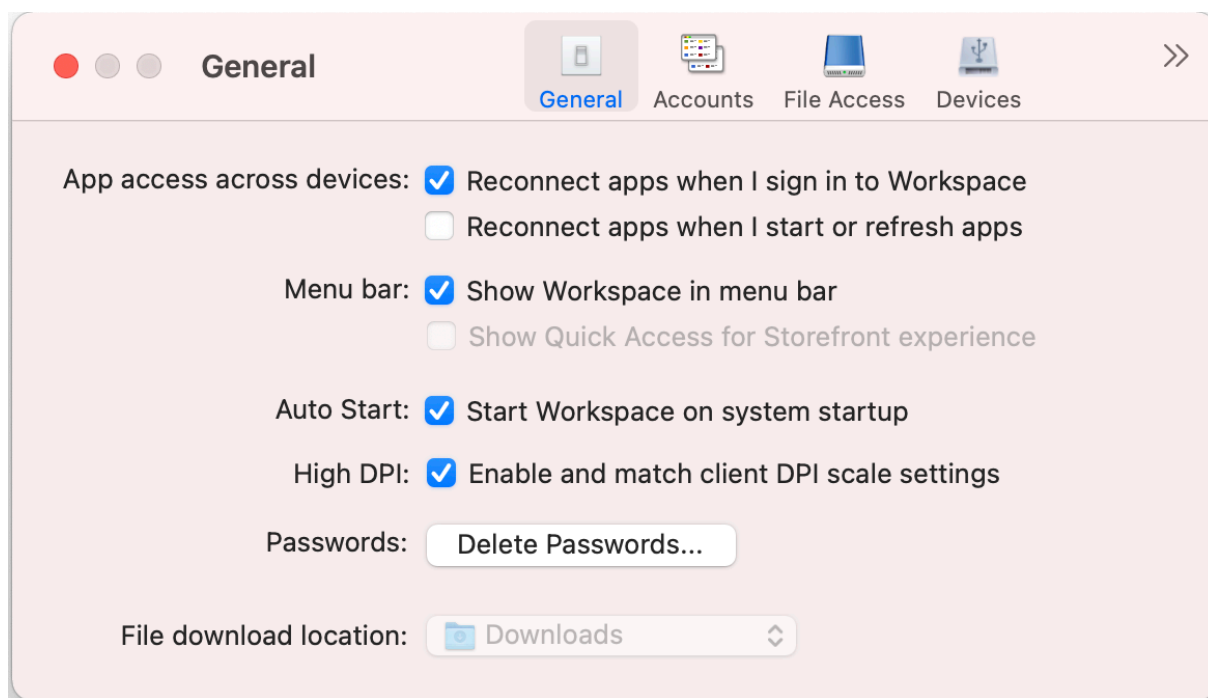 General
General Accounts File Access Devices
App access across devices: Reconnect apps when I sign in to Workspace
Reconnect apps when I start or refresh apps
Menu bar: Show Workspace in menu bar
Show Quick Access for Storefront experience
Auto Start: Start Workspace on system startup
High DPI: Enable and match client DPI scale settings
Passwords: Delete Passwords...
File download location: Downloads